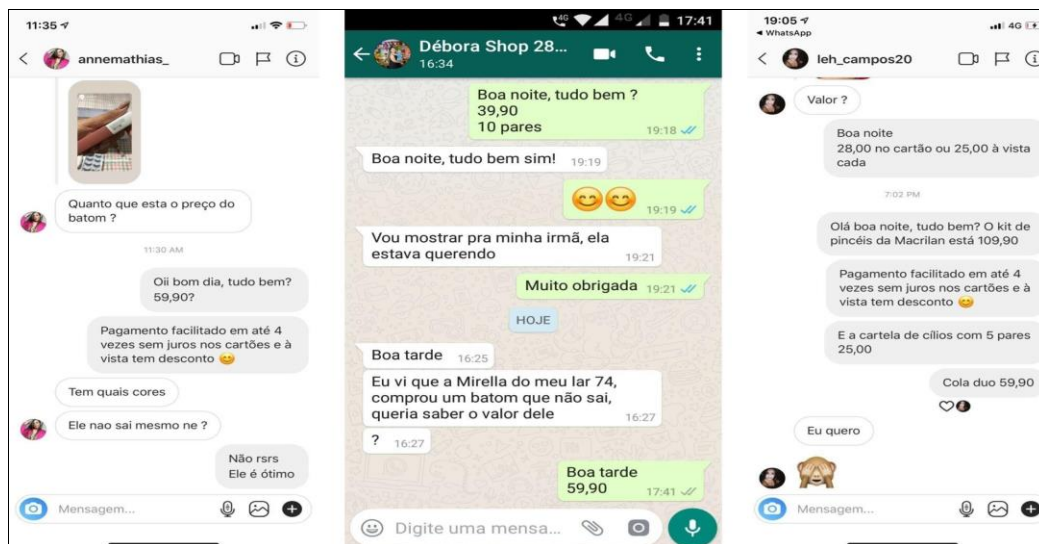 11:35
annemathias_
Quanto que esta o preço do
batom ?
11:30 AM
Oii bom dia, tudo bem?
59,90?
Pagamento facilitado em até 4
vezes sem juros nos cartões e à
vista tem desconto 😊
Tem quais cores
Ele nao sai mesmo ne ?
Não rsrs
Ele é ótimo
Mensagem...
4G 4G 17:41
Débora Shop 28...
16:34
Boa noite, tudo bem ?
39,90
10 pares
19:18
Boa noite, tudo bem sim! 19:19
😊😊
19:19
Vou mostrar pra minha irmã, ela
estava querendo 19:21
Muito obrigada 19:21
HOJE
Boa tarde 16:25
Eu vi que a Mirella do meu lar 74,
comprou um batom que não sai,
queria saber o valor dele 16:27
? 16:27
Boa tarde
59,90 17:41
Digite uma mensa...
19:05
WhatsApp
4G
leh_campos20
Valor ?
Boa noite
28,00 no cartão ou 25,00 à vista
cada
7:02 PM
Olá boa noite, tudo bem? O kit de
pincéis da Macrilan está 109,90
Pagamento facilitado em até 4
vezes sem juros nos cartões e à
vista tem desconto 😊
E a cartela de cílios com 5 pares
25,00
Cola duo 59,90
Eu quero
🙈
Mensagem...